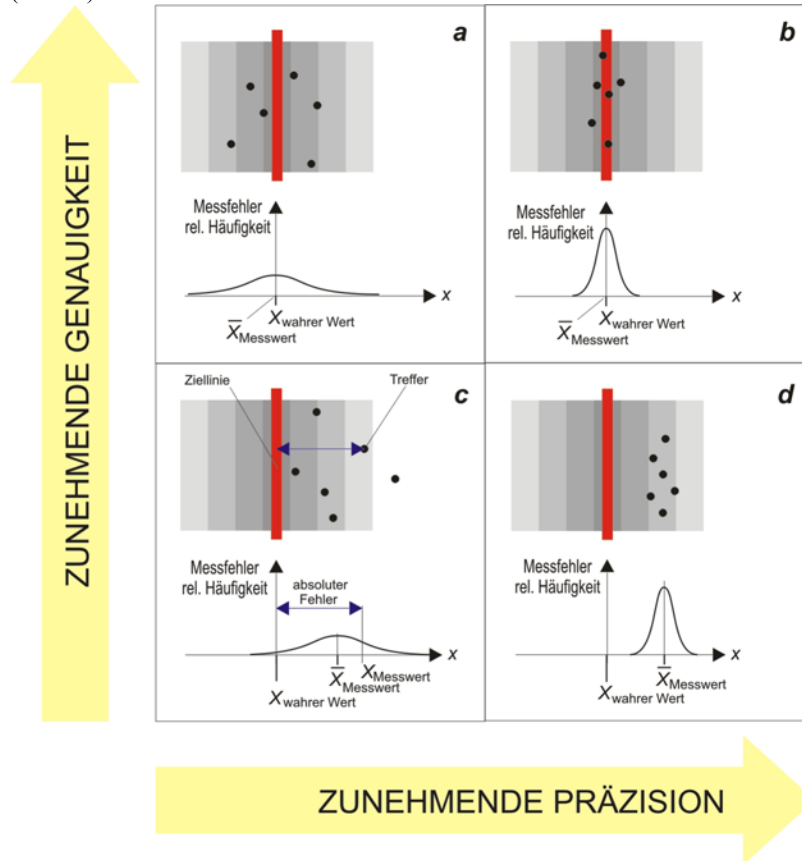 ZUNEHMENDE GENAUIGKEIT
a
Messfehler
rel. Häufigkeit
x
X̅Messwert
Xwahrer Wert
b
Messfehler
rel. Häufigkeit
x
X̅Messwert
Xwahrer Wert
Ziellinie
Treffer
c
Messfehler
rel. Häufigkeit
absoluter
Fehler
x
X̅Messwert
XMesswert
Xwahrer Wert
d
Messfehler
rel. Häufigkeit
x
Xwahrer Wert
X̅Messwert
ZUNEHMENDE PRÄZISION